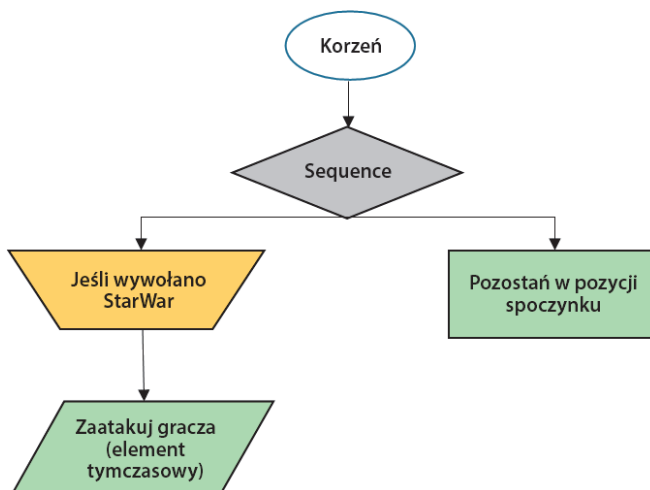 Korzeń
Sequence
Jeśli wywołano
StarWar
Pozostań w pozycji
spoczynku
Zaatakuj gracza
(element
tymczasowy)